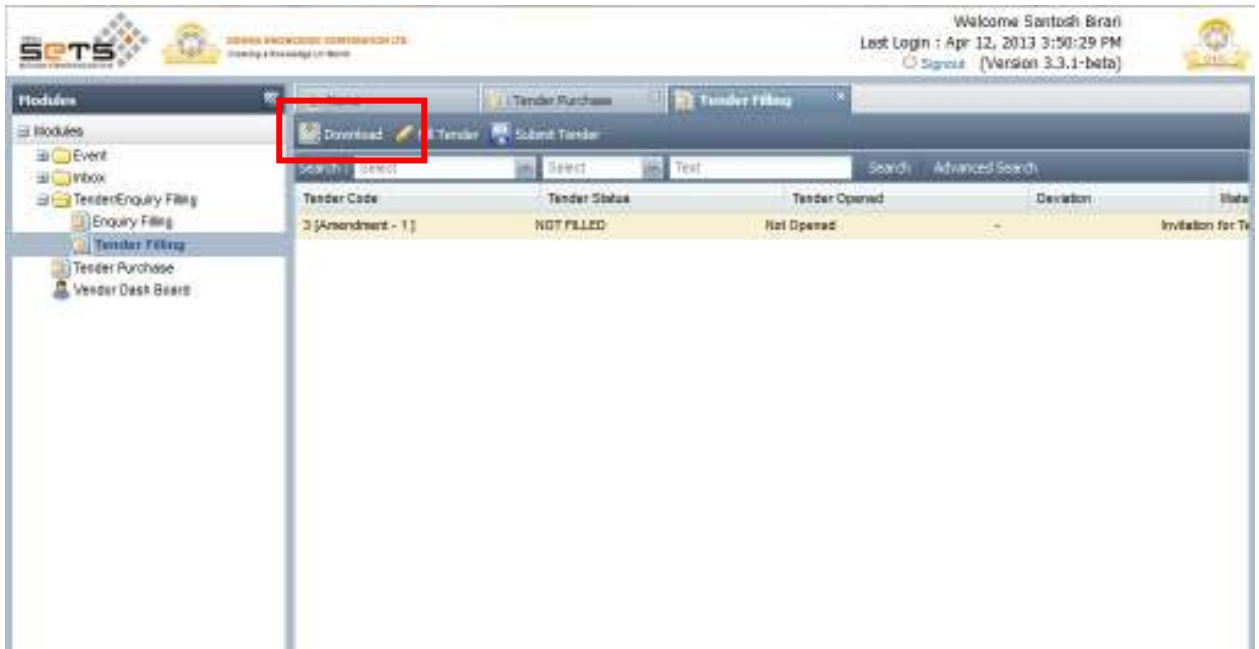 SETS
Welcome Santosh Birari
Last Login : Apr 12, 2013 3:50:29 PM
Signout (Version 3.3.1-beta)
Modules
Tender Purchase
Tender Filling
Modules
Download
Tender
Submit Tender
Event
Search
Select
Select
Text
Search
Advanced Search
Inbox
Tender/Enquiry Filling
Tender Code
Tender Status
Tender Opened
Deviation
Enquiry Filling
3 [Amendment - 1]
NOT FILLED
Not Opened
-
Invitation for Te
Tender Filling
Tender Purchase
Vendor Dash Board